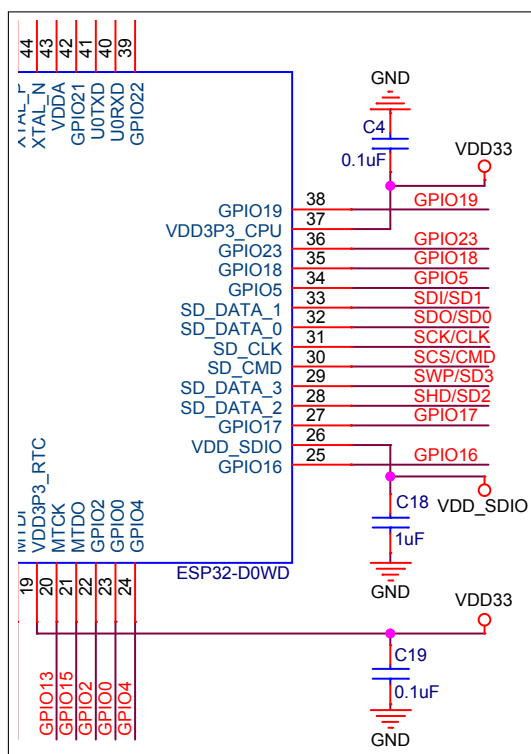 44
43
42
41
40
39
XTAL_P
XTAL_N
VDDA
GPIO21
U0TXD
U0RXD
GPIO22
GND
C4
0.1uF
VDD33
GPIO19 38 GPIO19
VDD3P3_CPU 37
GPIO23 36 GPIO23
GPIO18 35 GPIO18
GPIO5 34 GPIO5
SD_DATA_1 33 SDI/SD1
SD_DATA_0 32 SDO/SD0
SD_CLK 31 SCK/CLK
SD_CMD 30 SCS/CMD
SD_DATA_3 29 SWP/SD3
SD_DATA_2 28 SHD/SD2
GPIO17 27 GPIO17
VDD_SDIO 26
GPIO16 25 GPIO16
VDD_SDIO
C18
1uF
GND
MTDI
VDD3P3_RTC
MTCK
MTDO
GPIO2
GPIO0
GPIO4
ESP32-D0WD
19
20
21
22
23
24
VDD33
GPIO13
GPIO15
GPIO2
GPIO0
GPIO4
C19
0.1uF
GND